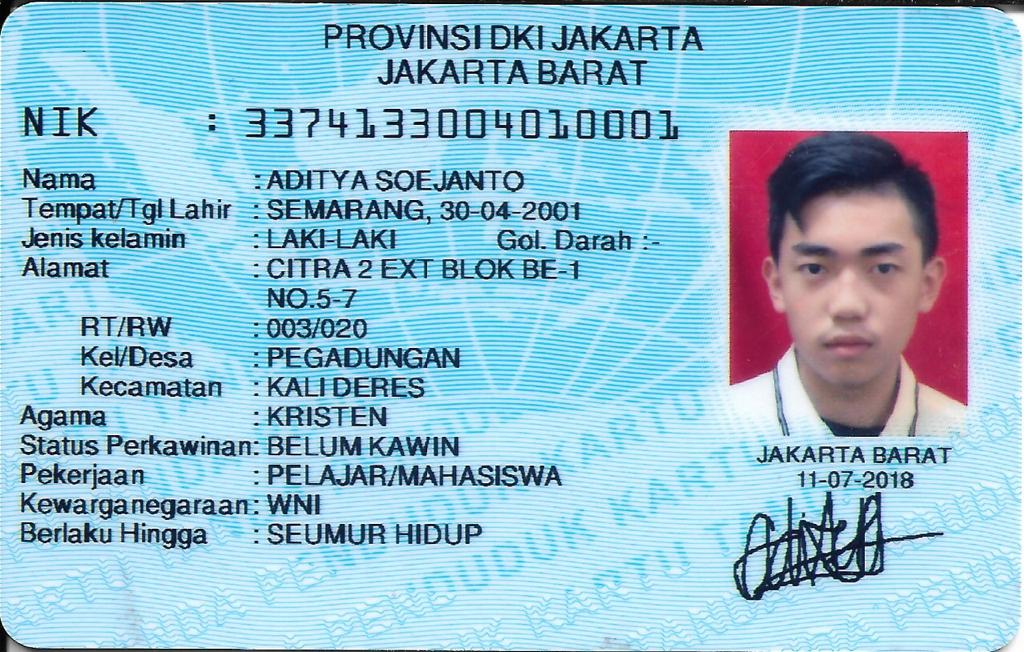 PROVINSI DKI JAKARTA
JAKARTA BARAT
NIK : 3374133004010001
Nama : ADITYA SOEJANTO
Tempat/Tgl Lahir : SEMARANG, 30-04-2001
Jenis kelamin : LAKI-LAKI Gol. Darah :-
Alamat : CITRA 2 EXT BLOK BE-1
NO.5-7
RT/RW : 003/020
Kel/Desa : PEGADUNGAN
Kecamatan : KALI DERES
Agama : KRISTEN
Status Perkawinan: BELUM KAWIN
Pekerjaan : PELAJAR/MAHASISWA
Kewarganegaraan: WNI
Berlaku Hingga : SEUMUR HIDUP
JAKARTA BARAT
11-07-2018